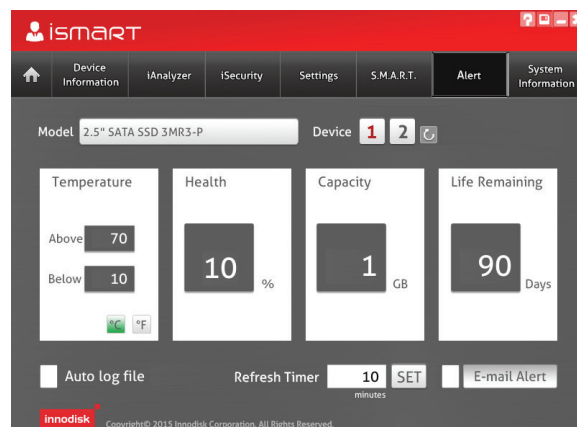 ismart
Device Information
iAnalyzer
iSecurity
Settings
S.M.A.R.T.
Alert
System Information
Model 2.5" SATA SSD 3MR3-P Device 1 2
Temperature
Above 70
Below 10
°C °F
Health
10 %
Capacity
1 GB
Life Remaining
90 Days
Auto log file
Refresh Timer 10 SET
minutes
E-mail Alert
innodisk
Copyright© 2015 Innodisk Corporation. All Rights Reserved.